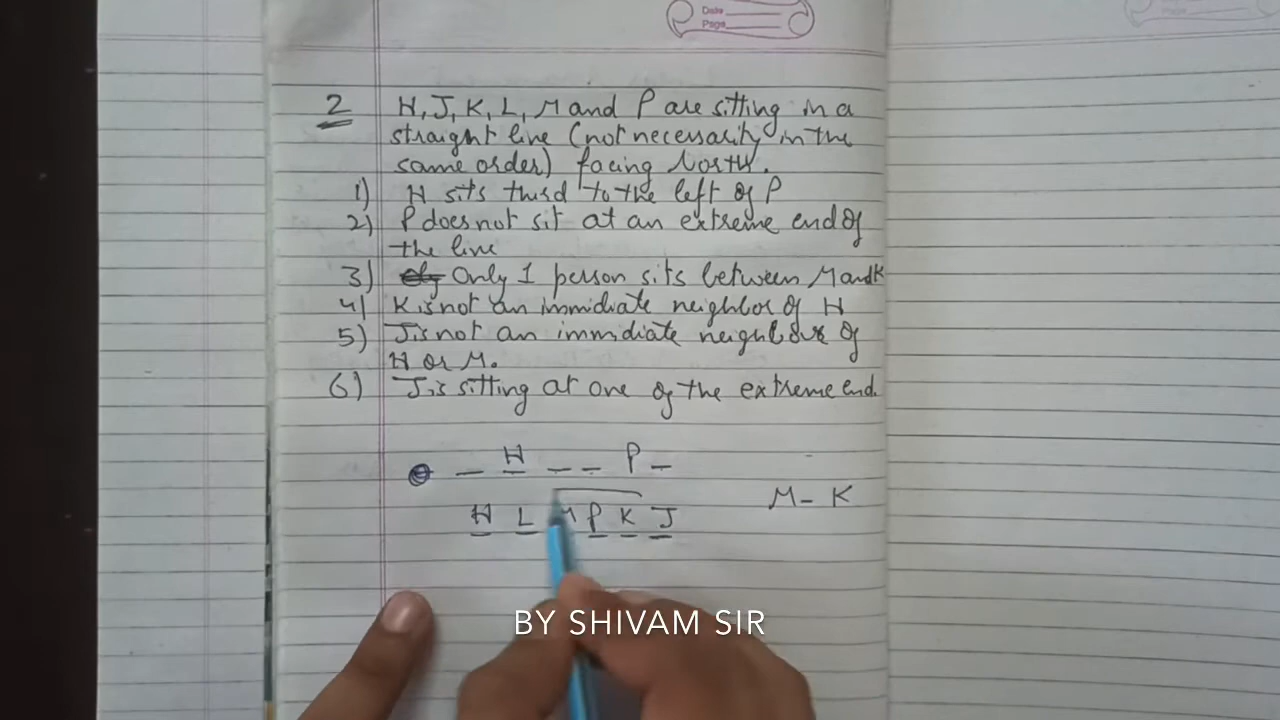 Date
Page
2 H, J, K, L, M and P are sitting in a
straight line (not necessarity in the
same order) facing North.
1) H sits third to the left of P
2) P does not sit at an extreme end of
the line
3) Only 1 person sits between M and K
4) K is not an immidiate neighbor of H
5) J is not an immidiate neighbour of
H or M.
6) J is sitting at one of the extreme end.
_ H _ _ P _
M _ K
H L M P K J
BY SHIVAM SIR